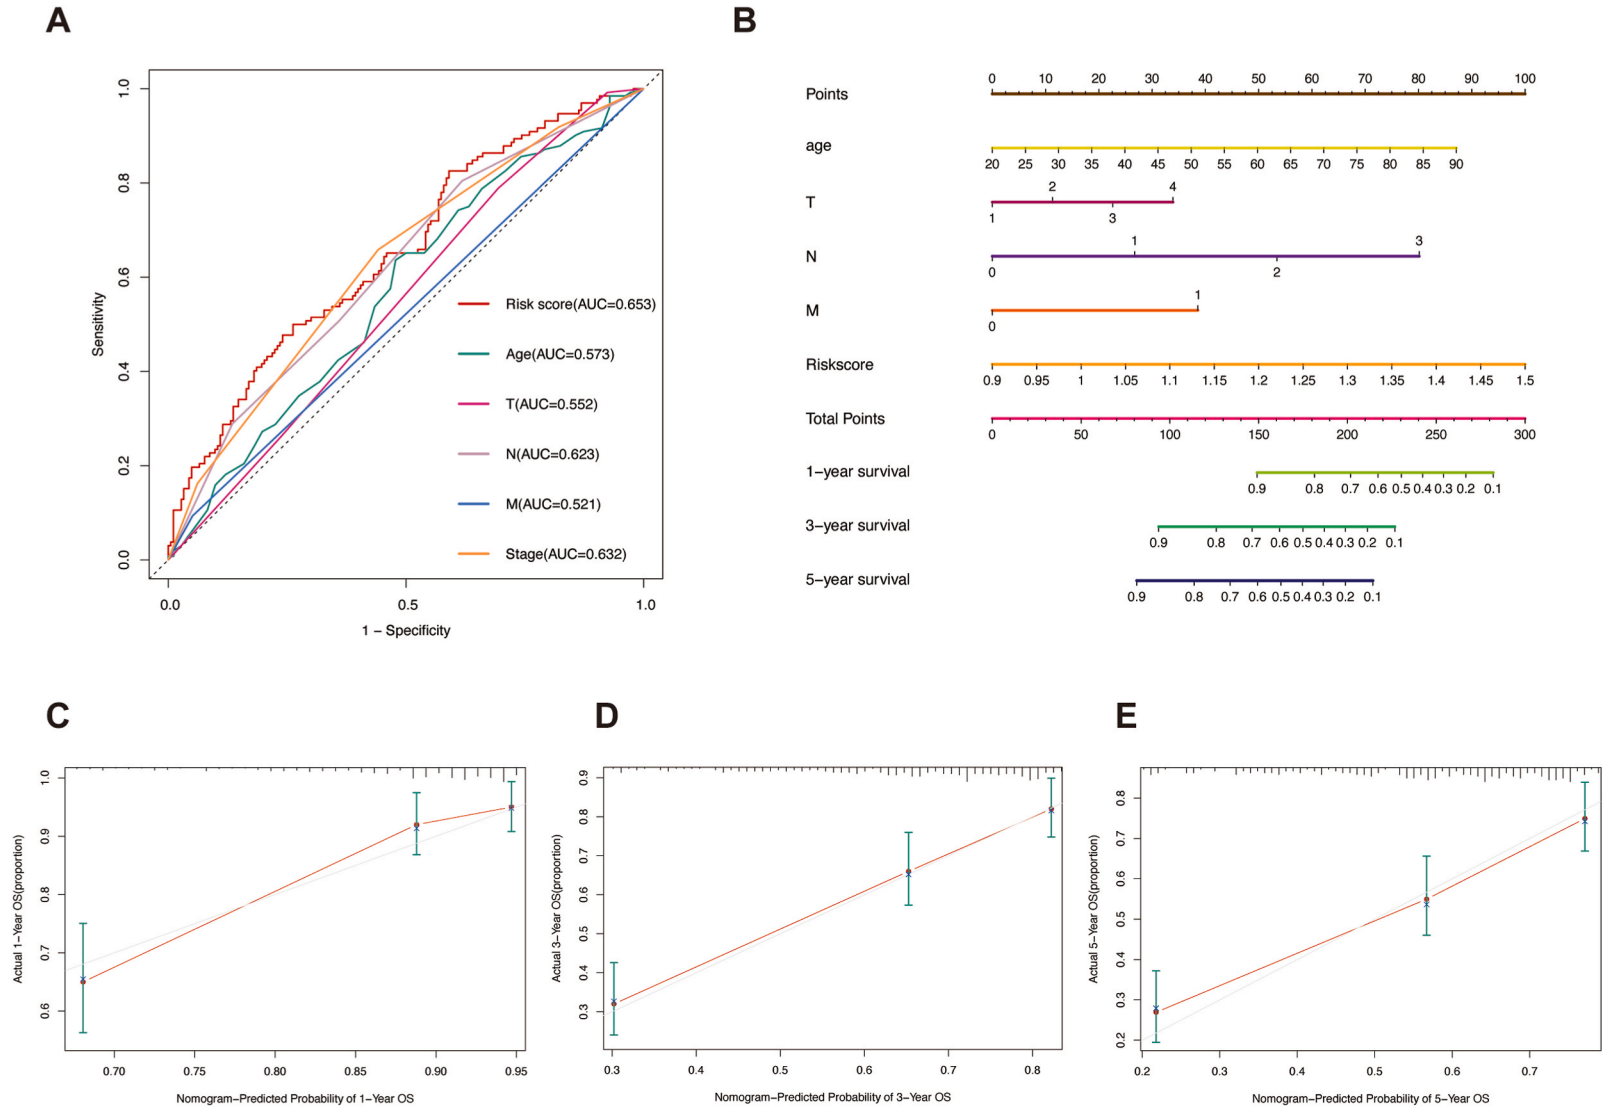 A
B
1.0
0.8
0.6
0.4
0.2
0.0
Sensitivity
Risk score(AUC=0.653)
Age(AUC=0.573)
T(AUC=0.552)
N(AUC=0.623)
M(AUC=0.521)
Stage(AUC=0.632)
0.0 0.5 1.0
1 − Specificity
0 10 20 30 40 50 60 70 80 90 100
Points
age
20 25 30 35 40 45 50 55 60 65 70 75 80 85 90
2 4
T
1 3
1 3
N
0 2
1
M
0
Riskscore
0.9 0.95 1 1.05 1.1 1.15 1.2 1.25 1.3 1.35 1.4 1.45 1.5
Total Points
0 50 100 150 200 250 300
1−year survival
0.9 0.8 0.7 0.6 0.5 0.4 0.3 0.2 0.1
3−year survival
0.9 0.8 0.7 0.6 0.5 0.4 0.3 0.2 0.1
5−year survival
0.9 0.8 0.7 0.6 0.5 0.4 0.3 0.2 0.1
C
1.0
0.9
0.8
0.7
0.6
Actual 1−Year OS(proportion)
0.70 0.75 0.80 0.85 0.90 0.95
Nomogram−Predicted Probability of 1−Year OS
D
0.9
0.8
0.7
0.6
0.5
0.4
0.3
Actual 3−Year OS(proportion)
0.3 0.4 0.5 0.6 0.7 0.8
Nomogram−Predicted Probability of 3−Year OS
E
0.8
0.7
0.6
0.5
0.4
0.3
0.2
Actual 5−Year OS(proportion)
0.2 0.3 0.4 0.5 0.6 0.7
Nomogram−Predicted Probability of 5−Year OS